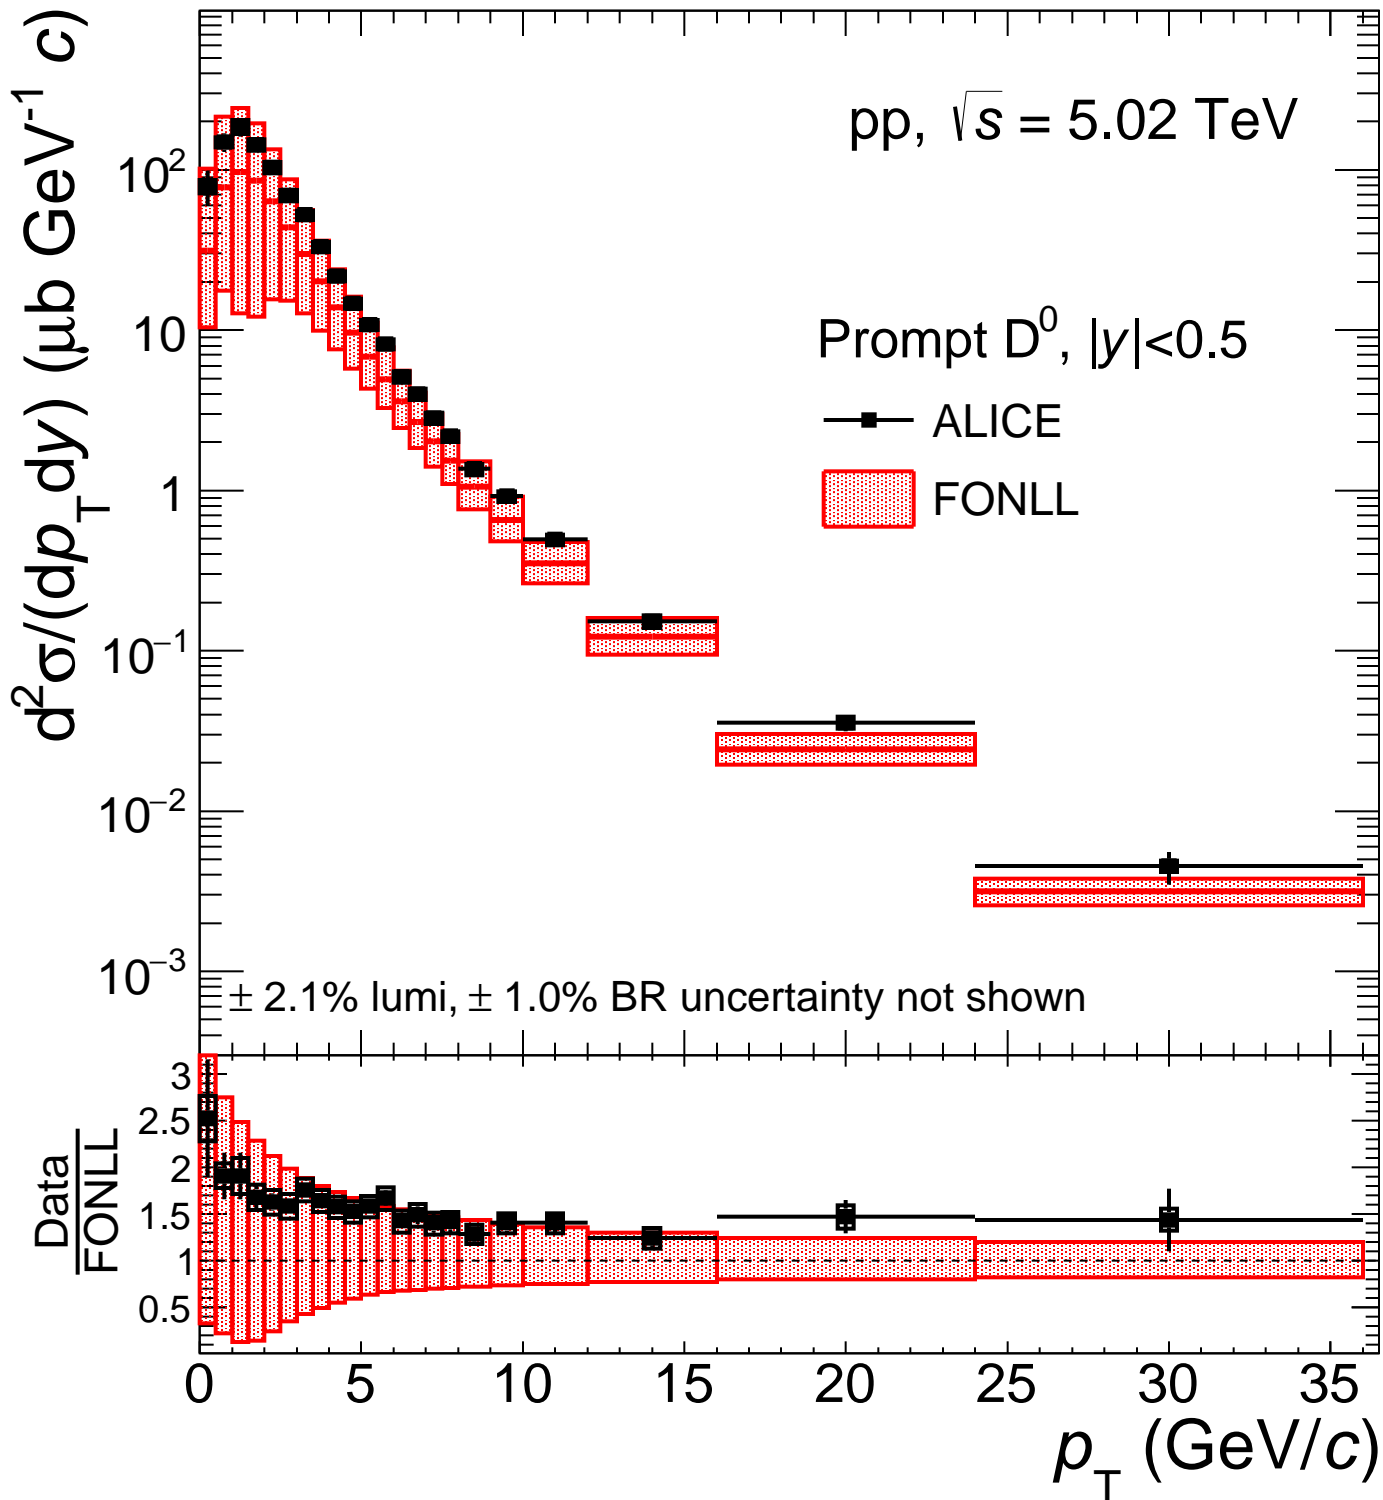 d²σ/(dp_T dy) (μb GeV⁻¹ c)
10²
10
1
10⁻¹
10⁻²
10⁻³
pp, √s = 5.02 TeV
Prompt D⁰, |y|<0.5
ALICE
FONLL
± 2.1% lumi, ± 1.0% BR uncertainty not shown
Data
FONLL
3
2.5
2
1.5
1
0.5
0 5 10 15 20 25 30 35
p_T (GeV/c)